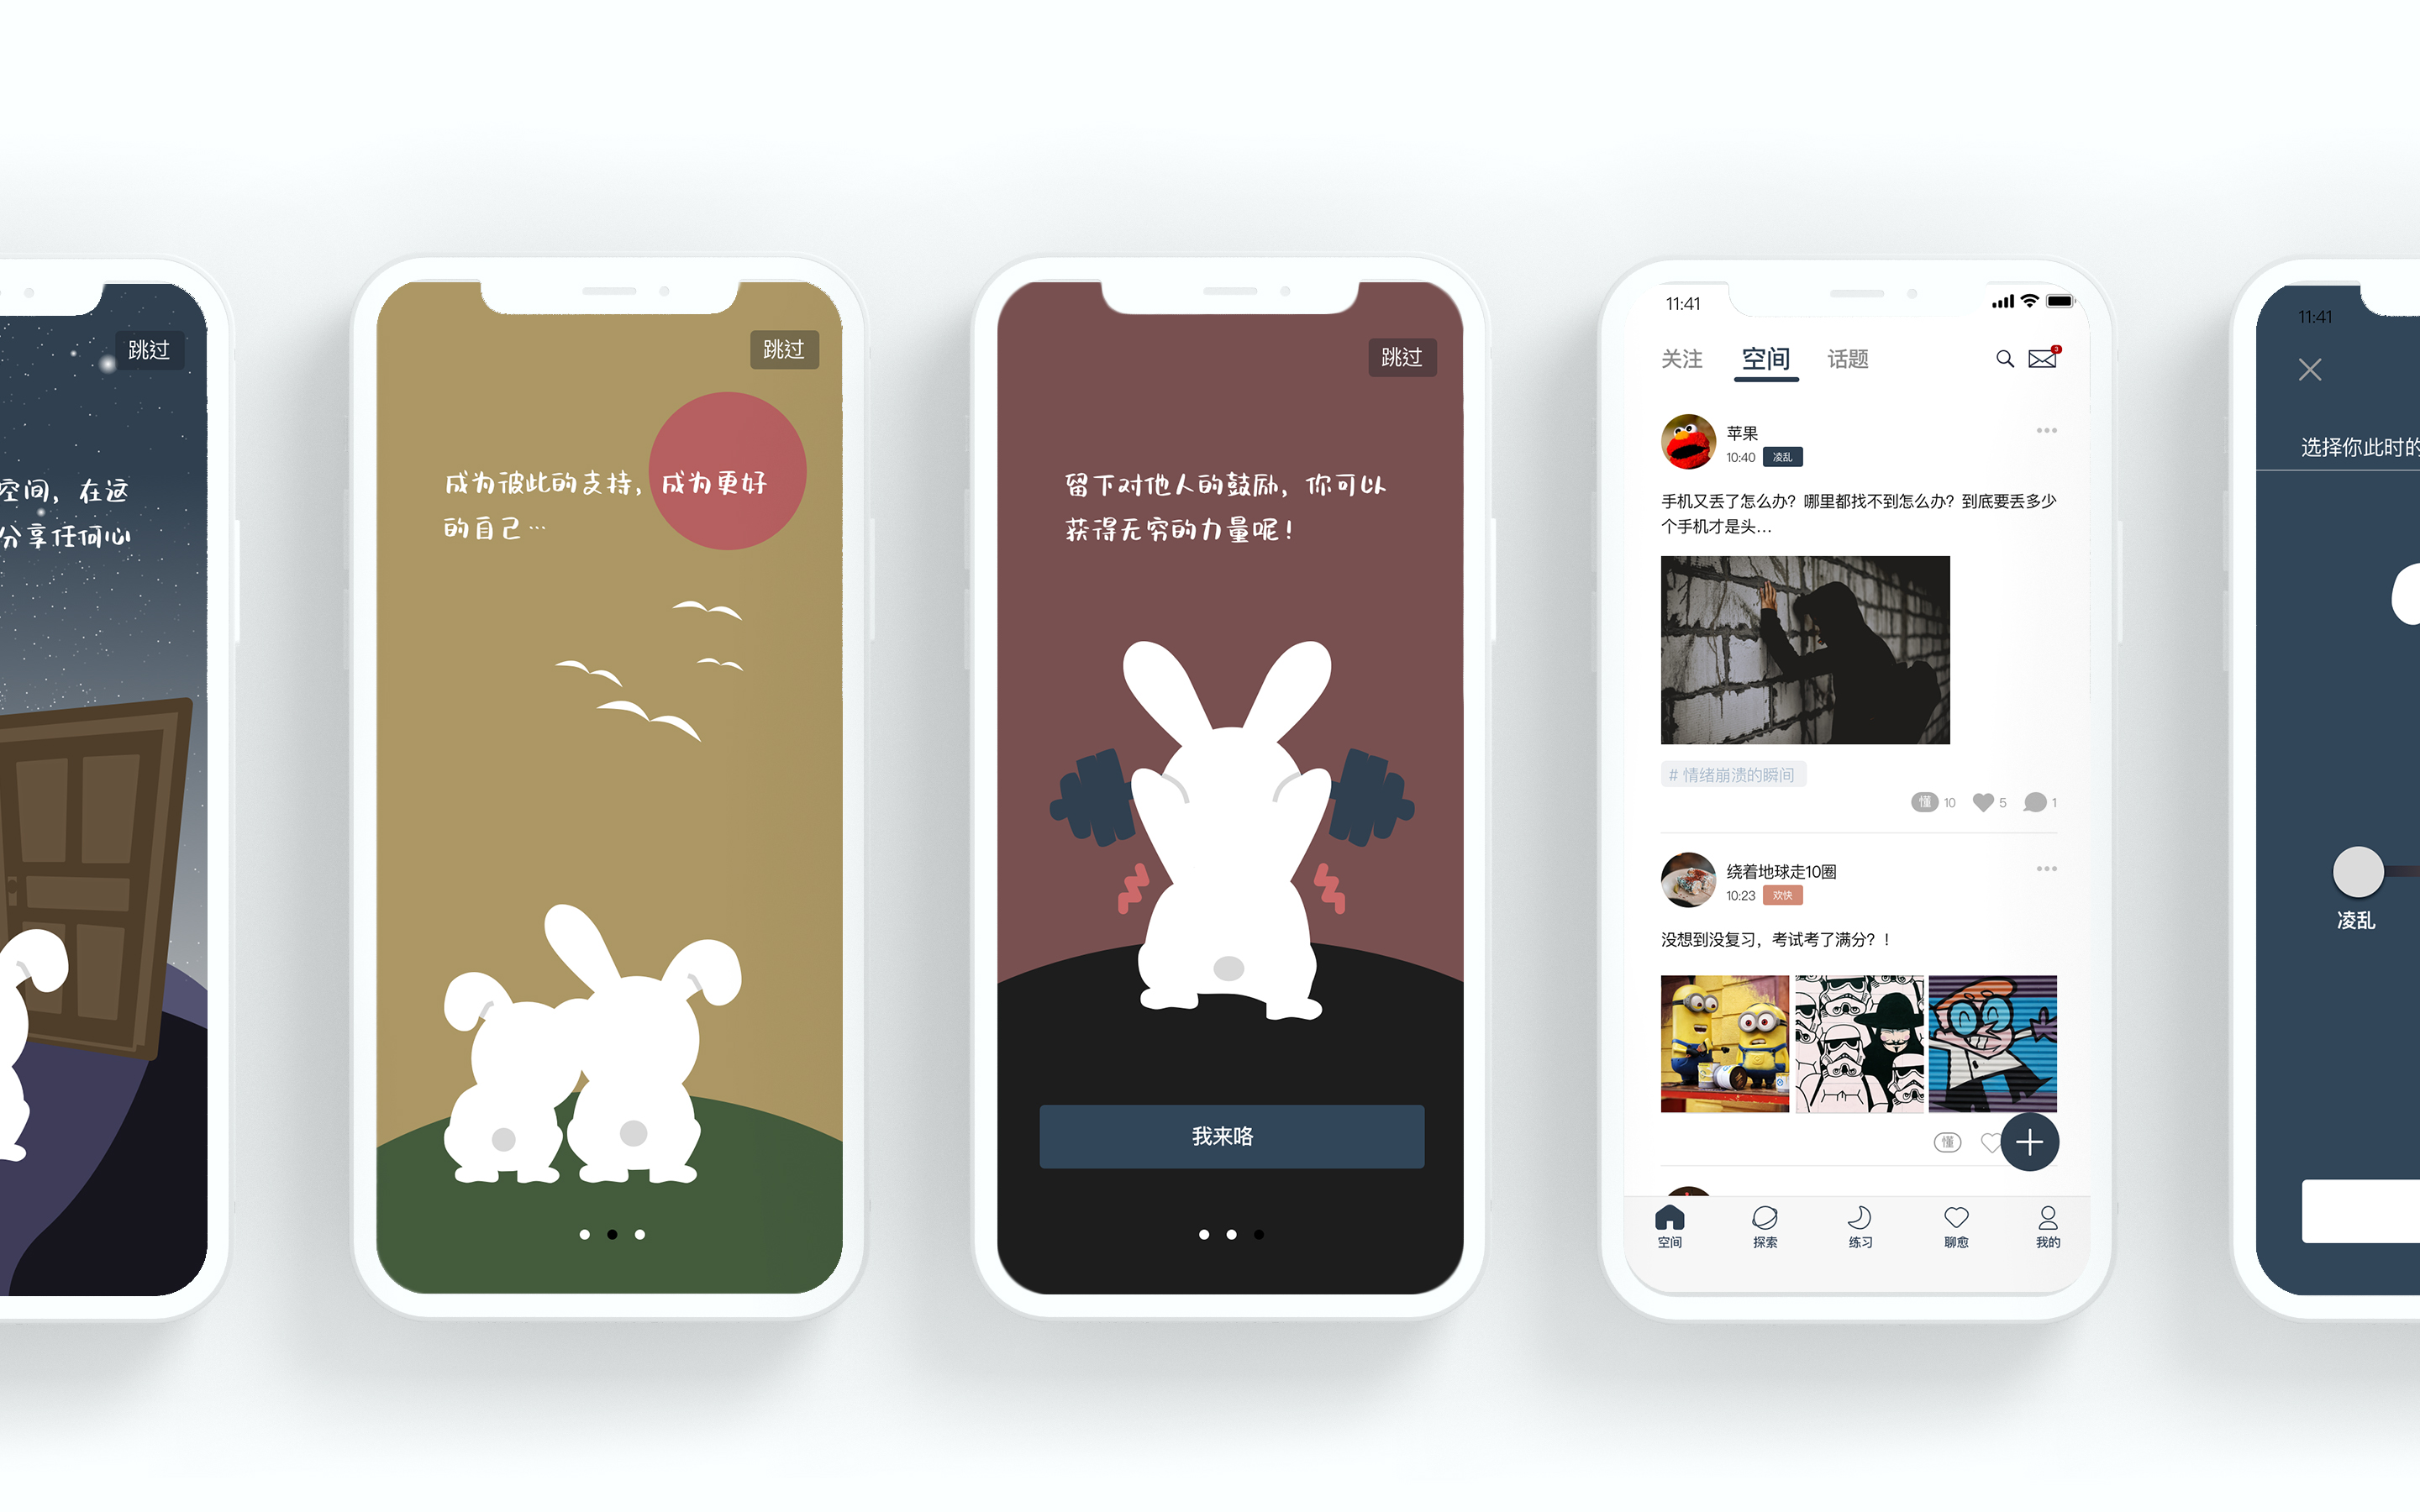 跳过
空间，在这
分享任何心
跳过
成为彼此的支持，成为更好
的自己…
跳过
留下对他人的鼓励，你可以
获得无穷的力量呢！
我来咯
11:41
关注 空间 话题
3
苹果
10:40 凌乱
手机又丢了怎么办？哪里都找不到怎么办？到底要丢多少
个手机才是头…
# 情绪崩溃的瞬间
懂 10 5 1
绕着地球走10圈
10:23 欢快
没想到没复习，考试考了满分？！
懂
空间 探索 练习 聊愈 我的
11:41
选择你此时的
凌乱